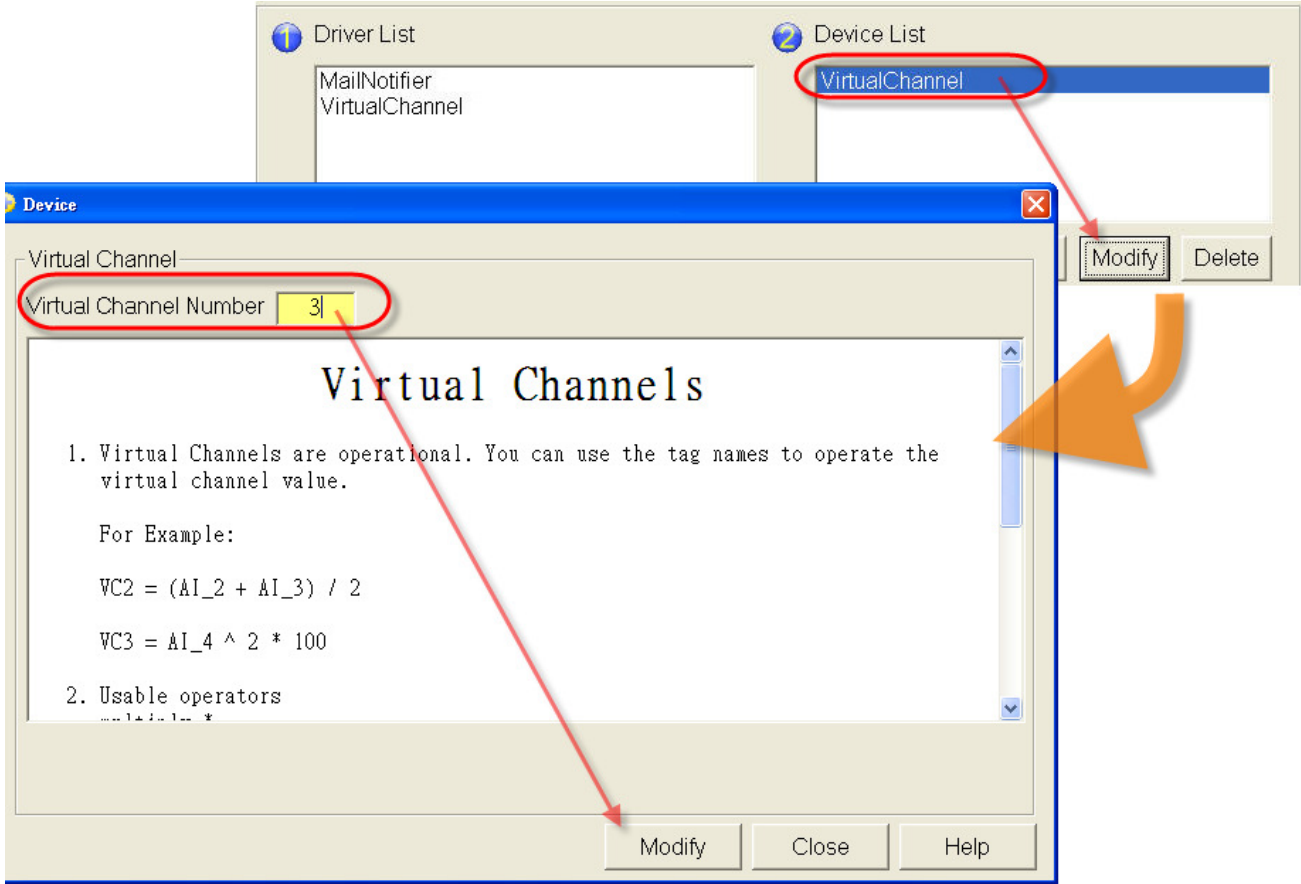 1 Driver List
2 Device List
MailNotifier
VirtualChannel
VirtualChannel
Modify
Delete
Device
Virtual Channel
Virtual Channel Number 3
Virtual Channels
1. Virtual Channels are operational. You can use the tag names to operate the
virtual channel value.
For Example:
VC2 = (AI_2 + AI_3) / 2
VC3 = AI_4 ^ 2 * 100
2. Usable operators
Modify
Close
Help